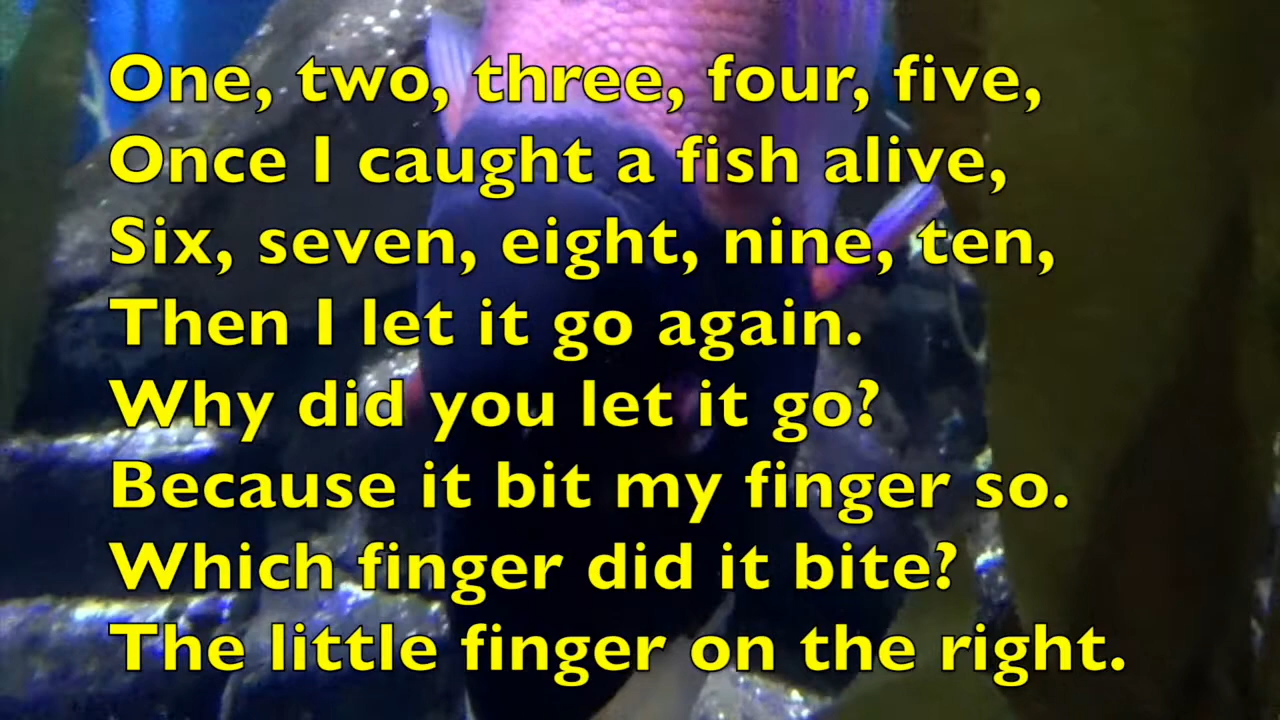 One, two, three, four, five,
Once I caught a fish alive,
Six, seven, eight, nine, ten,
Then I let it go again.
Why did you let it go?
Because it bit my finger so.
Which finger did it bite?
The little finger on the right.